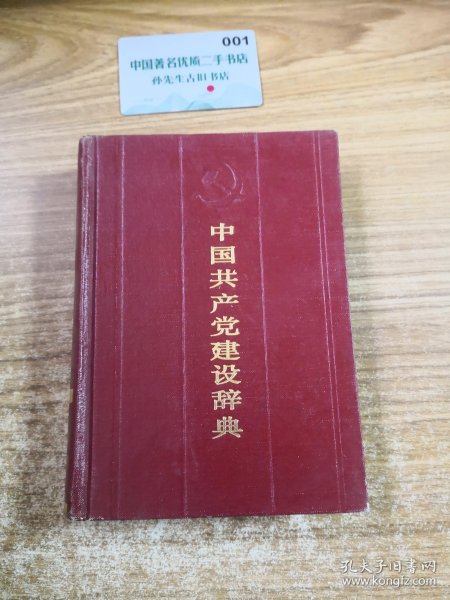 001
中国著名优质二手书店
孙先生古旧书店
中国共产党建设辞典
孔夫子旧书网
www.kongfz.com